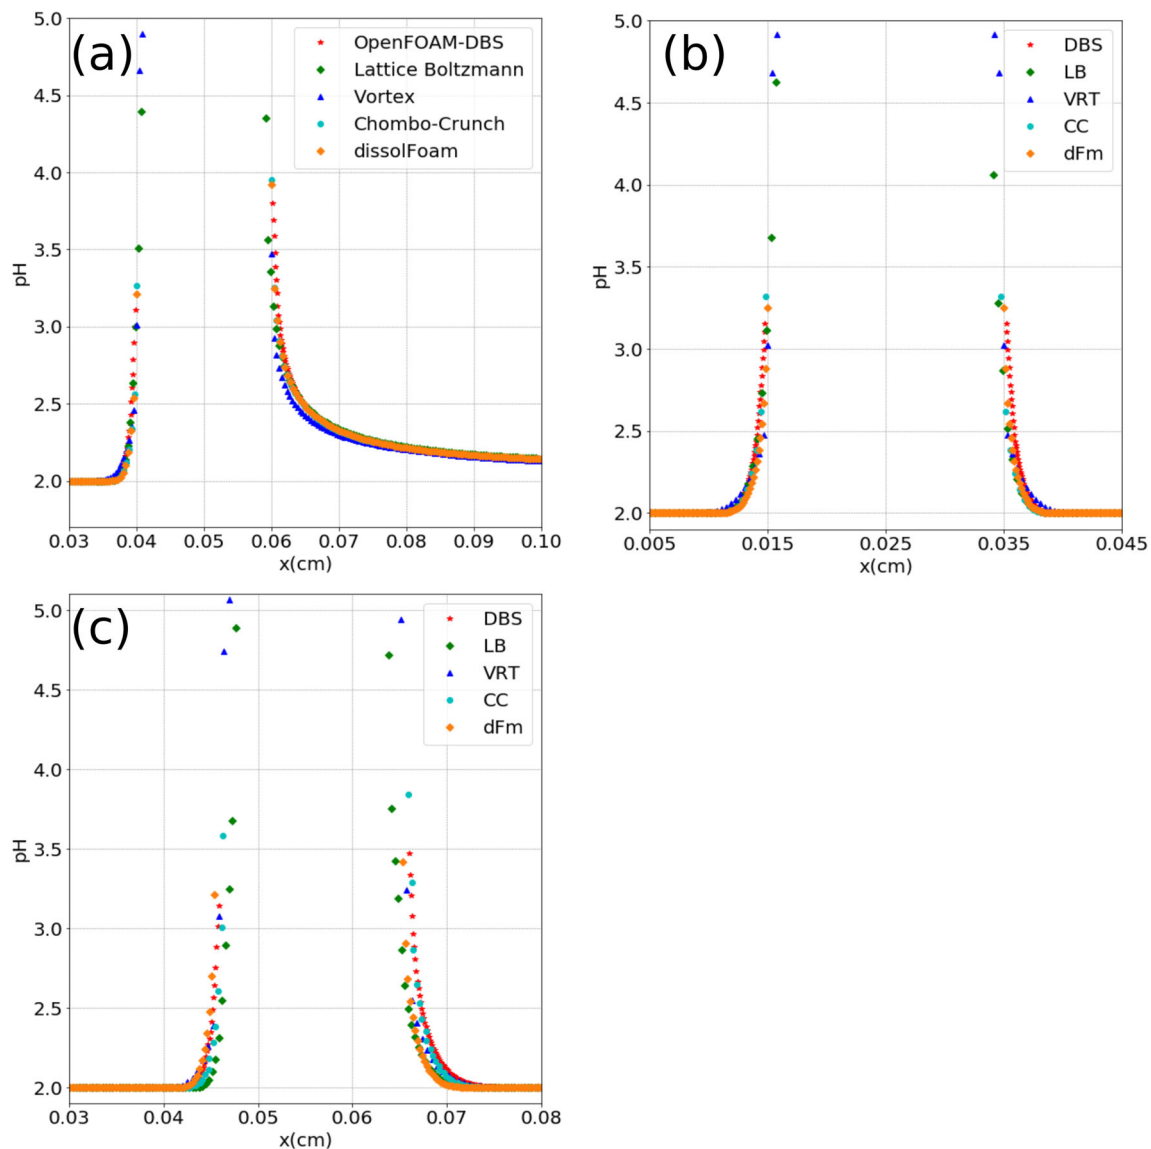 (a)
OpenFOAM-DBS
Lattice Boltzmann
Vortex
Chombo-Crunch
dissolFoam
5.0
4.5
4.0
3.5
3.0
2.5
2.0
pH
0.03 0.04 0.05 0.06 0.07 0.08 0.09 0.10
x(cm)
(b)
DBS
LB
VRT
CC
dFm
5.0
4.5
4.0
3.5
3.0
2.5
2.0
pH
0.005 0.015 0.025 0.035 0.045
x(cm)
(c)
DBS
LB
VRT
CC
dFm
5.0
4.5
4.0
3.5
3.0
2.5
2.0
pH
0.03 0.04 0.05 0.06 0.07 0.08
x(cm)